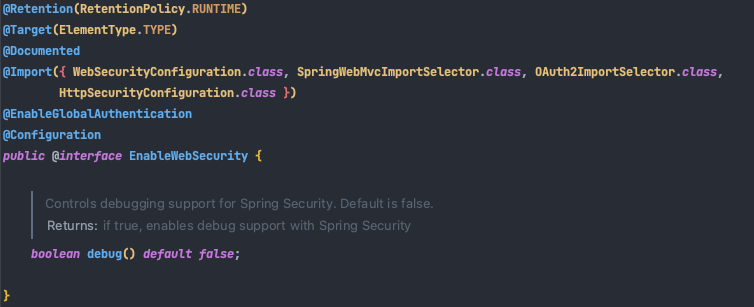 @Retention(RetentionPolicy.RUNTIME)
@Target(ElementType.TYPE)
@Documented
@Import({ WebSecurityConfiguration.class, SpringWebMvcImportSelector.class, OAuth2ImportSelector.class,
HttpSecurityConfiguration.class })
@EnableGlobalAuthentication
@Configuration
public @interface EnableWebSecurity {
Controls debugging support for Spring Security. Default is false.
Returns: if true, enables debug support with Spring Security
boolean debug() default false;
}